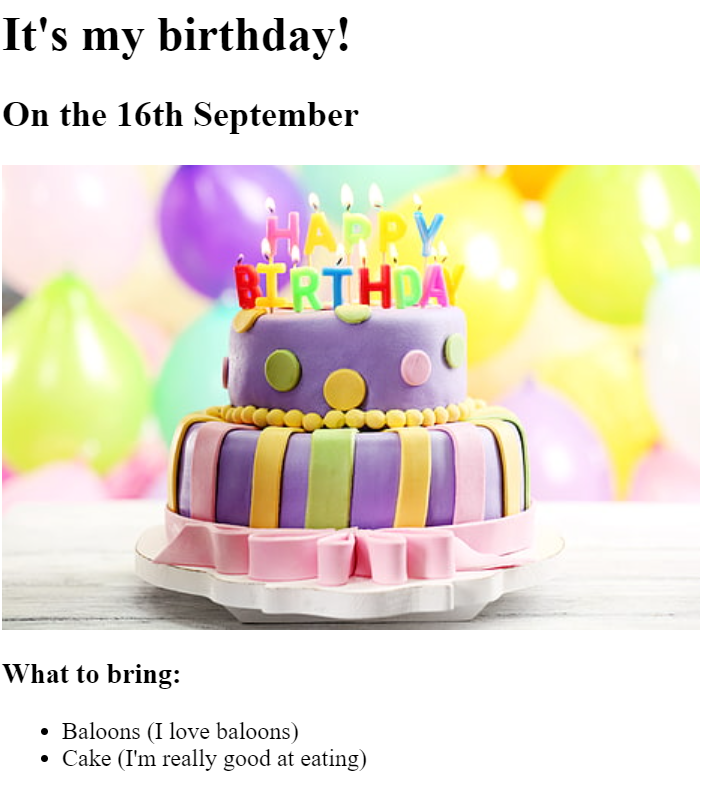 It's my birthday!
On the 16th September
HAPPY
BIRTHDAY
What to bring:
Baloons (I love baloons)
Cake (I'm really good at eating)